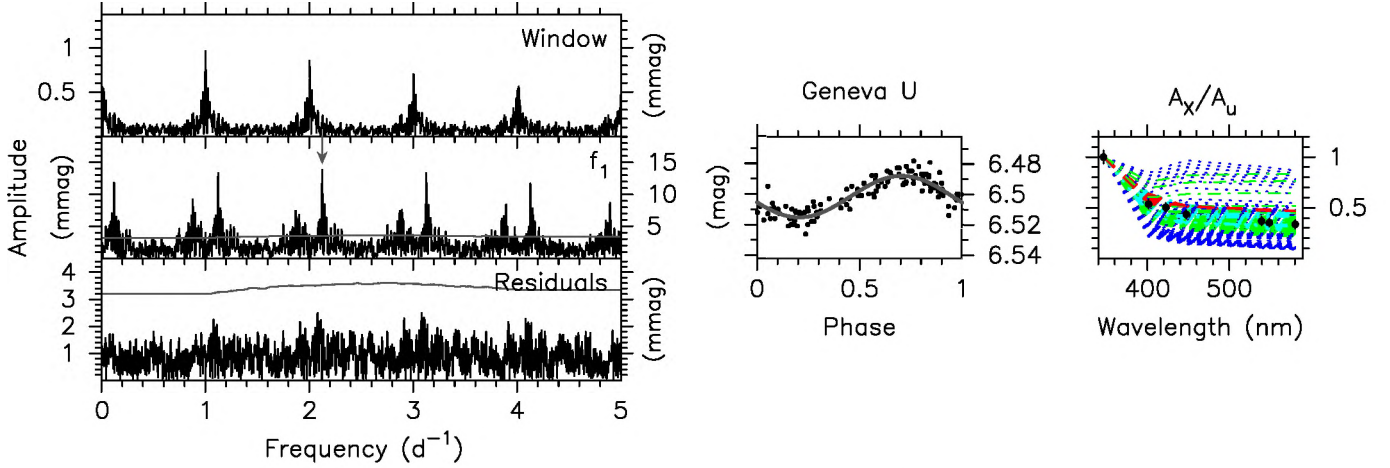 Window
1
0.5
(mmag)
f₁
15
10
5
(mmag)
Amplitude
Residuals
4
3
2
1
(mmag)
0 1 2 3 4 5
Frequency (d⁻¹)
Geneva U
(mag)
6.48
6.5
6.52
6.54
0 0.5 1
Phase
A_X/A_u
1
0.5
400 500
Wavelength (nm)